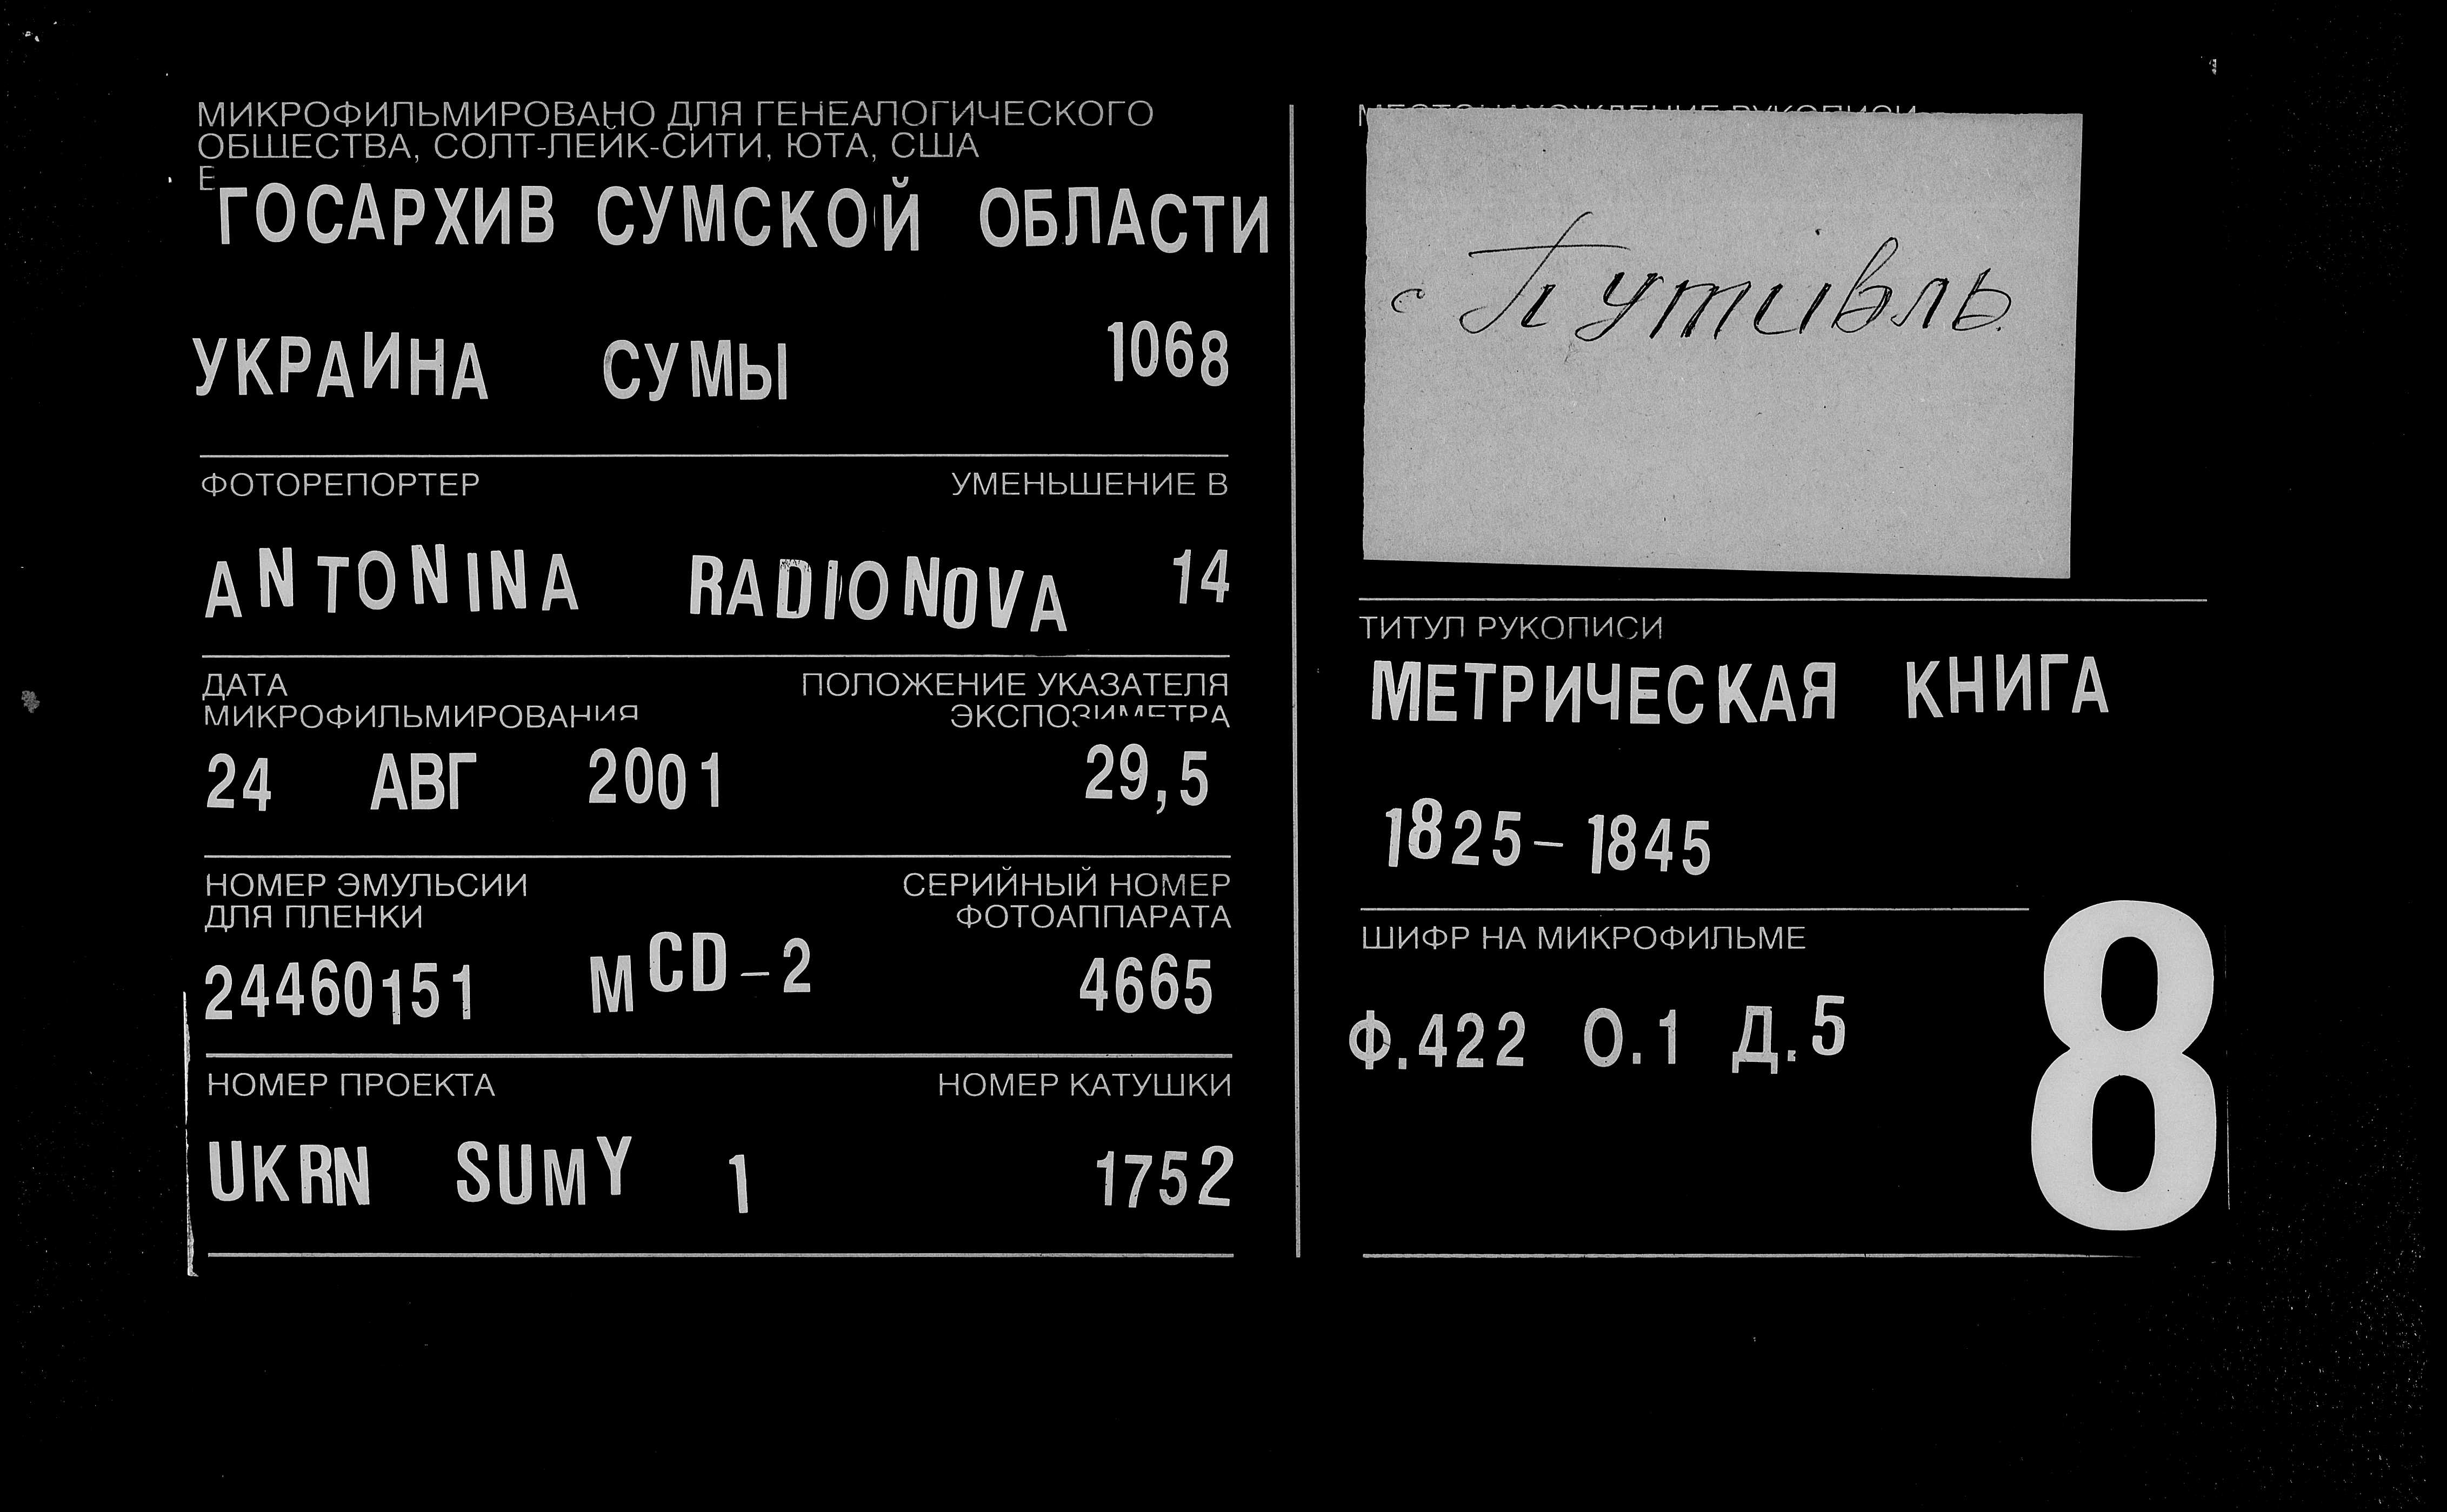 МИКРОФИЛЬМИРОВАНО ДЛЯ ГЕНЕАЛОГИЧЕСКОГО
ОБЩЕСТВА, СОЛТ-ЛЕЙК-СИТИ, ЮТА, США
Е
ГОСАРХИВ СУМСКОЙ ОБЛАСТИ
УКРАИНА СУМЫ 1068
ФОТОРЕПОРТЕР УМЕНЬШЕНИЕ В
ANTONINA RADIONOVA 14
ДАТА ПОЛОЖЕНИЕ УКАЗАТЕЛЯ
МИКРОФИЛЬМИРОВАНИЯ ЭКСПОЗИМЕТРА
24 АВГ 2001 29,5
НОМЕР ЭМУЛЬСИИ СЕРИЙНЫЙ НОМЕР
ДЛЯ ПЛЕНКИ ФОТОАППАРАТА
24460151 MCD-2 4665
НОМЕР ПРОЕКТА НОМЕР КАТУШКИ
UKRN SUMY 1 1752
МЕСТОНАХОЖДЕНИЕ РУКОПИСИ
с Путивль.
ТИТУЛ РУКОПИСИ
МЕТРИЧЕСКАЯ КНИГА
1825-1845
ШИФР НА МИКРОФИЛЬМЕ
Ф.422 О.1 Д.5
8